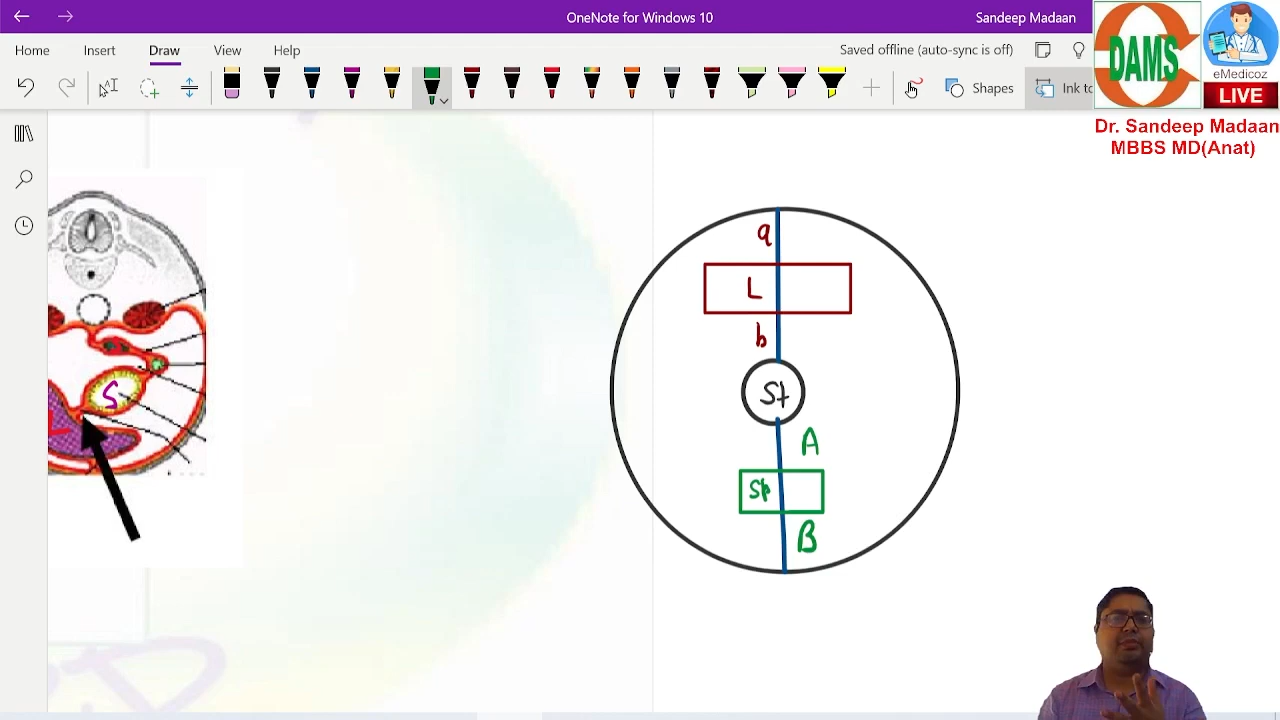 OneNote for Windows 10
Sandeep Madaan
Home
Insert
Draw
View
Help
Saved offline (auto-sync is off)
Shapes
Ink to
DAMS
eMedicoz
LIVE
Dr. Sandeep Madaan
MBBS MD(Anat)
a
L
b
St
A
Sp
B
S
L